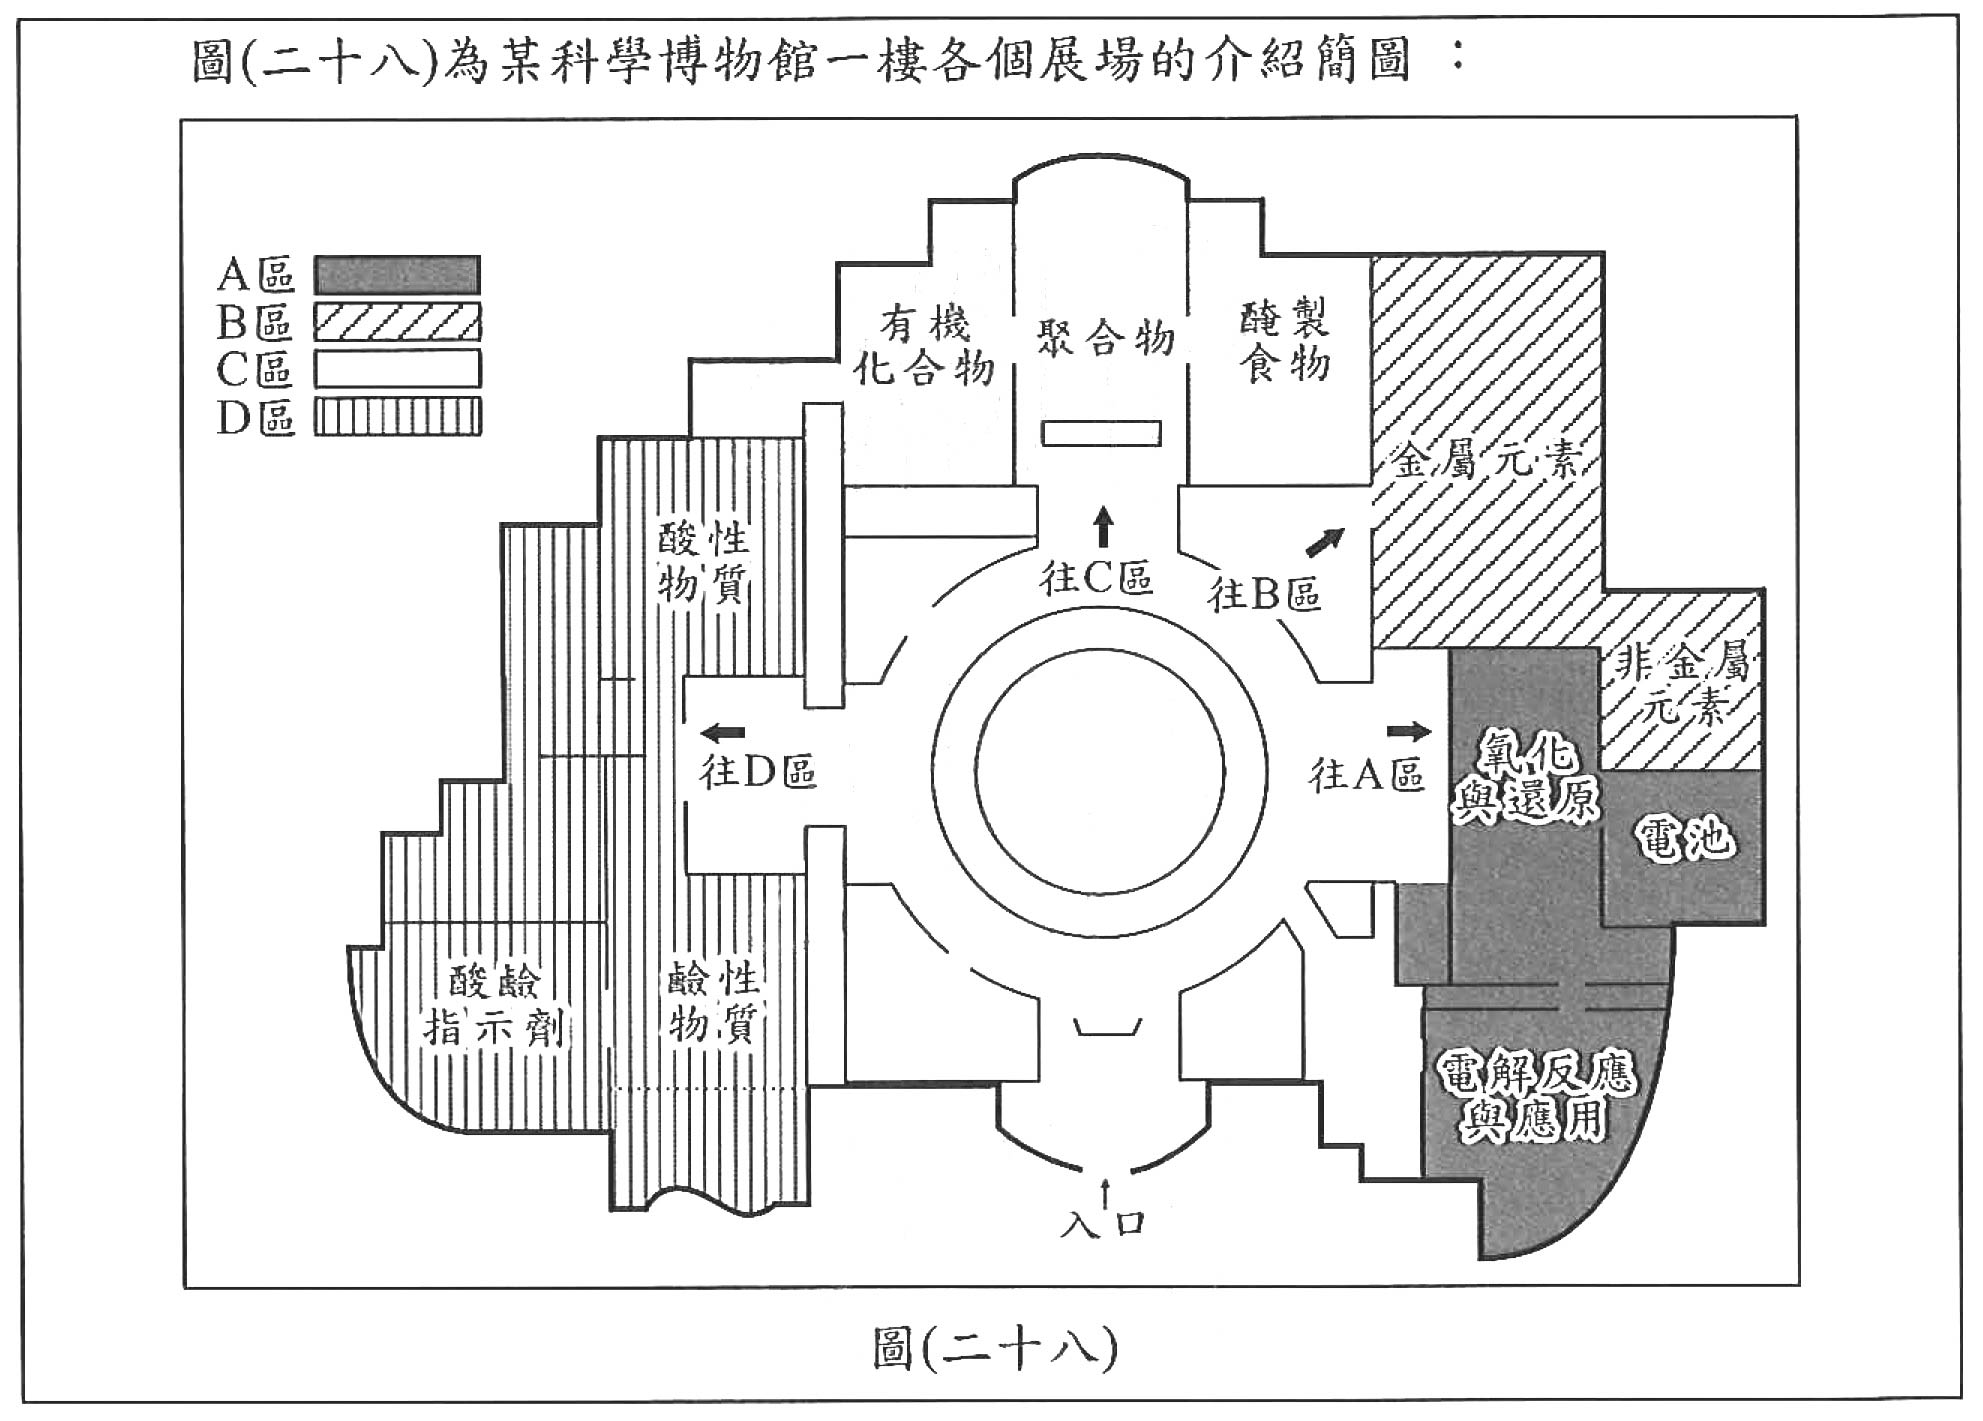 圖(二十八)為某科學博物館一樓各個展場的介紹簡圖：
A區
B區
C區
D區
有機
化合物
聚合物
醃製
食物
金屬元素
非金屬
元素
酸性
物質
往C區
往B區
往D區
往A區
氧化
與還原
電池
酸鹼
指示劑
鹼性
物質
電解反應
與應用
入口
圖(二十八)